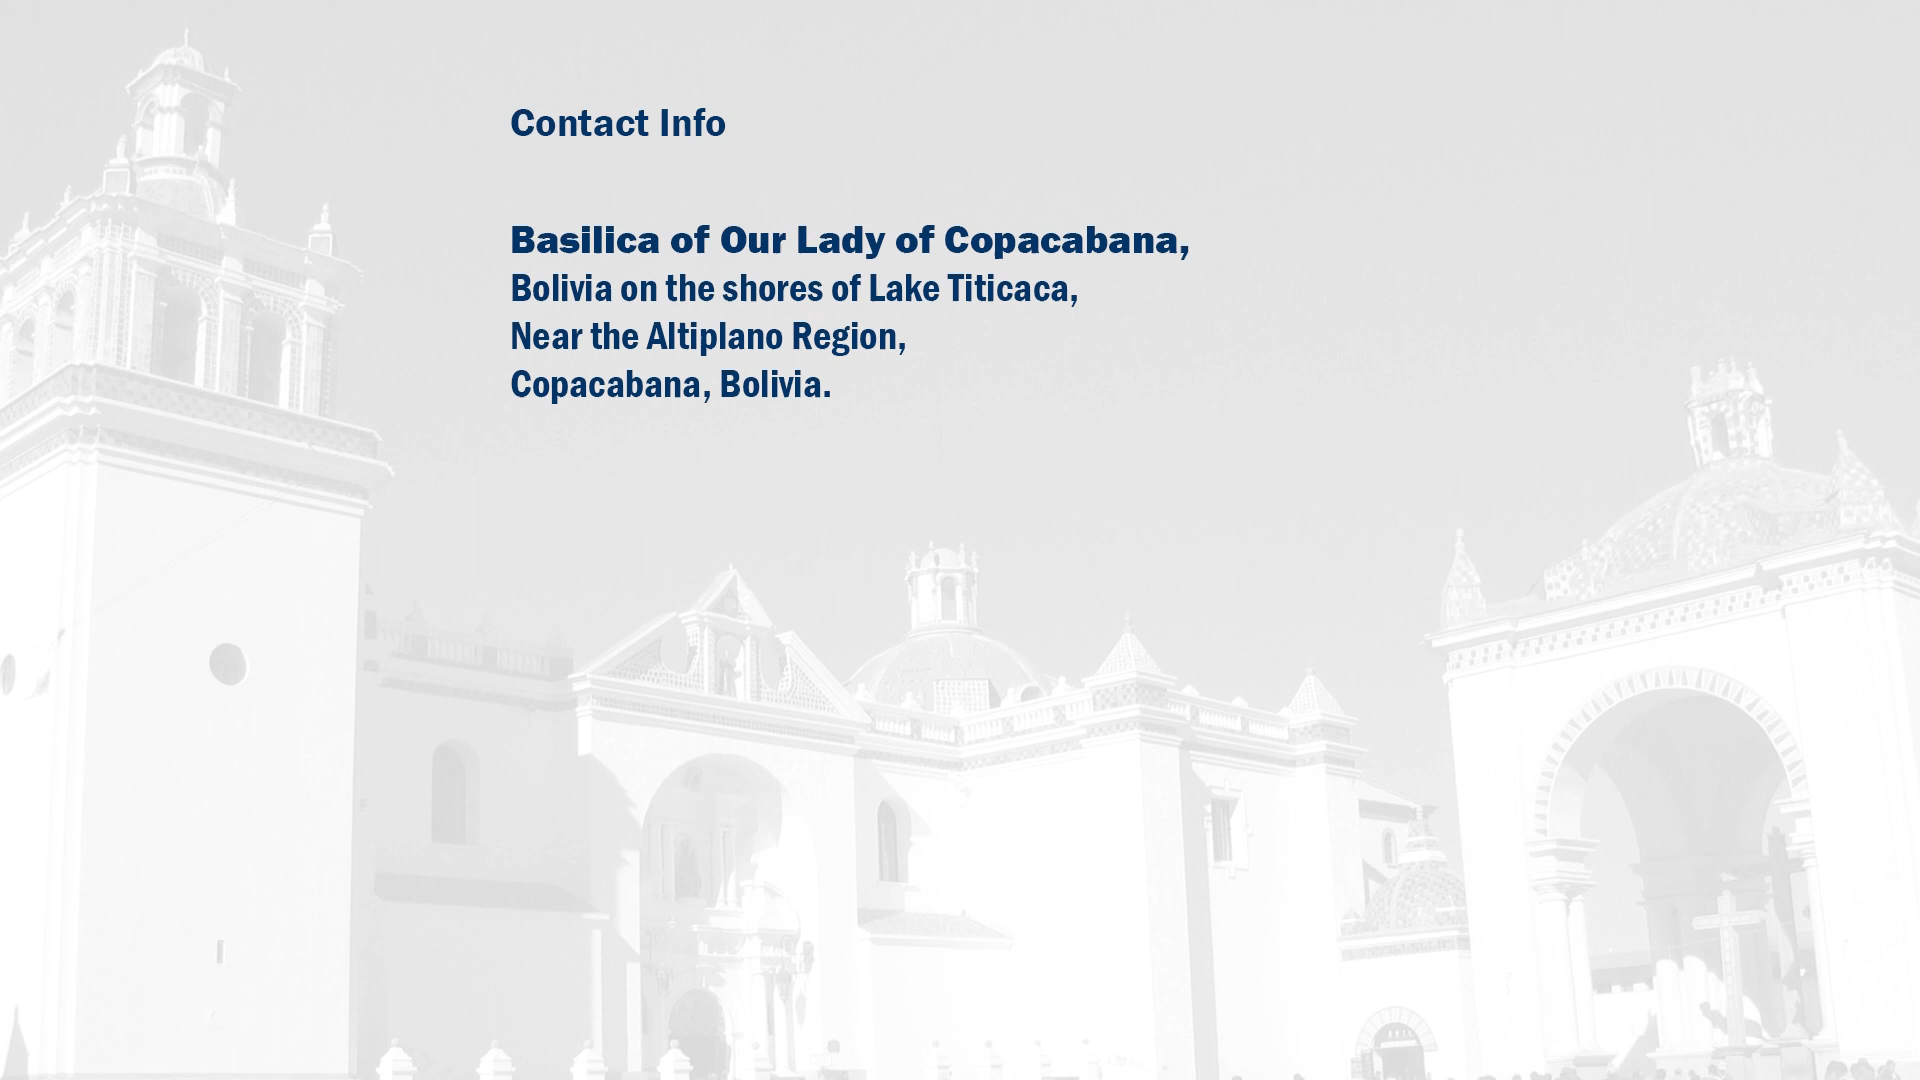 Contact Info
Basilica of Our Lady of Copacabana,
Bolivia on the shores of Lake Titicaca,
Near the Altiplano Region,
Copacabana, Bolivia.